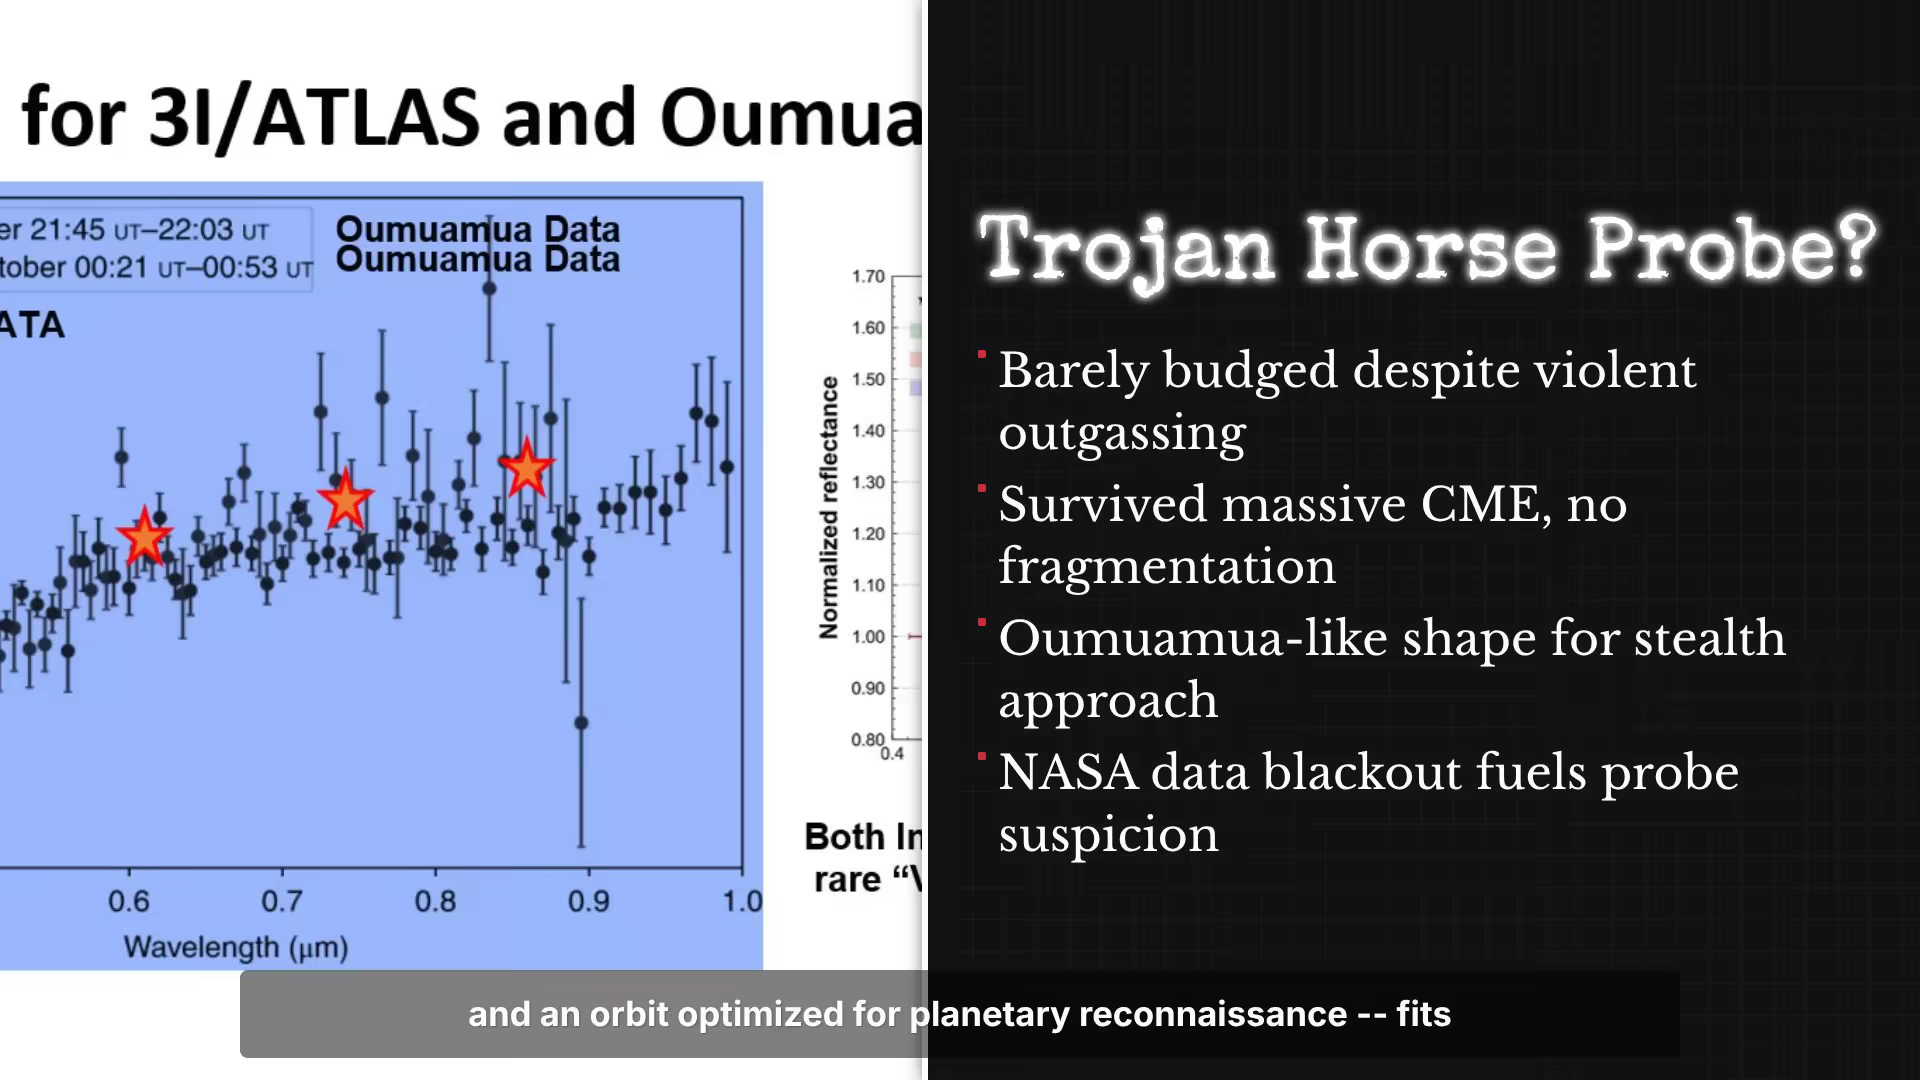 for 3I/ATLAS and Oumua
er 21:45 UT–22:03 UT
tober 00:21 UT–00:53 UT
Oumuamua Data
Oumuamua Data
ATA
0.6 0.7 0.8 0.9 1.0
Wavelength (μm)
1.70
1.60
1.50
1.40
1.30
1.20
1.10
1.00
0.90
0.80
0.4
Normalized reflectance
Both In
rare “V
Trojan Horse Probe?
Barely budged despite violent
outgassing
Survived massive CME, no
fragmentation
Oumuamua-like shape for stealth
approach
NASA data blackout fuels probe
suspicion
and an orbit optimized for planetary reconnaissance -- fits